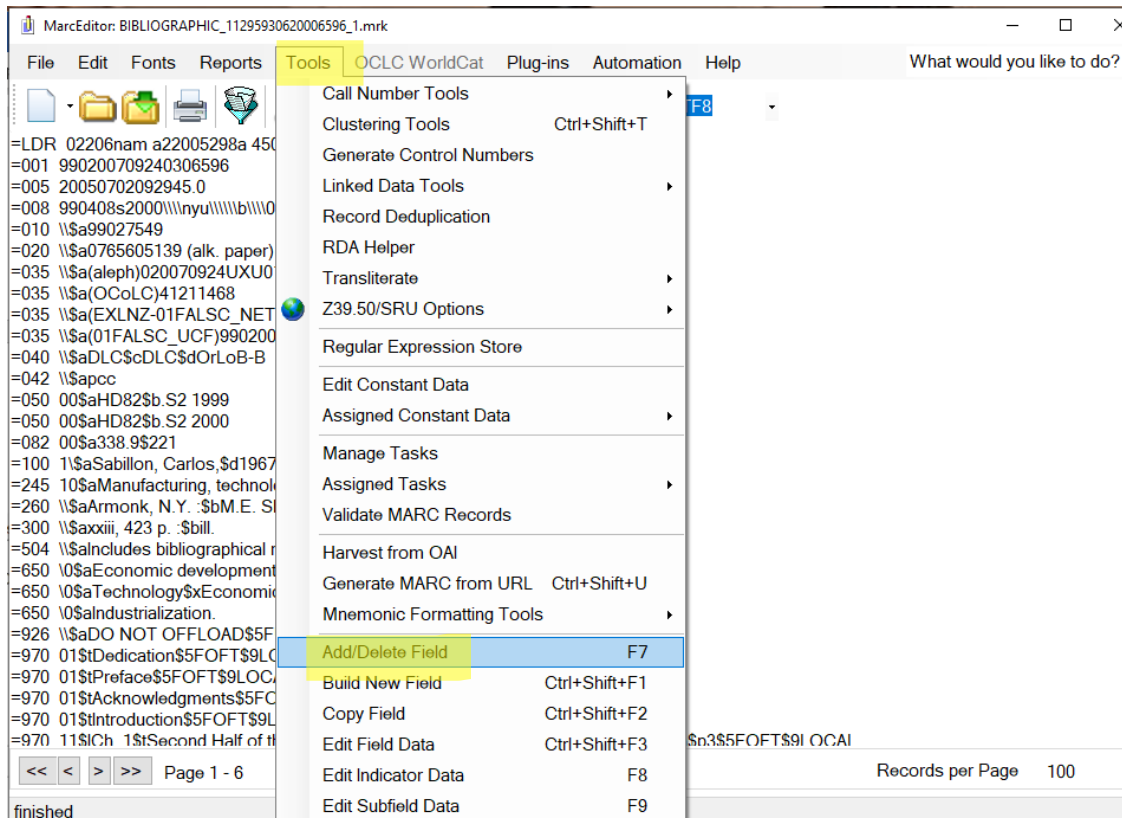 MarcEditor: BIBLIOGRAPHIC_11295930620006596_1.mrk
File Edit Fonts Reports Tools OCLC WorldCat Plug-ins Automation Help What would you like to do?
TF8
=LDR 02206nam a22005298a 450
=001 990200709240306596
=005 20050702092945.0
=008 990408s2000\\\\nyu\\\\\\b\\\\0
=010 \\$a99027549
=020 \\$a0765605139 (alk. paper)
=035 \\$a(aleph)020070924UXU0
=035 \\$a(OCoLC)41211468
=035 \\$a(EXLNZ-01FALSC_NET
=035 \\$a(01FALSC_UCF)990200
=040 \\$aDLC$cDLC$dOrLoB-B
=042 \\$apcc
=050 00$aHD82$b.S2 1999
=050 00$aHD82$b.S2 2000
=082 00$a338.9$221
=100 1\$aSabillon, Carlos,$d1967
=245 10$aManufacturing, technol
=260 \\$aArmonk, N.Y. :$bM.E. S
=300 \\$axxiii, 423 p. :$bill.
=504 \\$aIncludes bibliographical r
=650 \0$aEconomic development
=650 \0$aTechnology$xEconomic
=650 \0$aIndustrialization.
=926 \\$aDO NOT OFFLOAD$5F
=970 01$tDedication$5FOFT$9LO
=970 01$tPreface$5FOFT$9LOCA
=970 01$tAcknowledgments$5FO
=970 01$tIntroduction$5FOFT$9L
=970 11$lCh. 1$tSecond Half of th $p3$5FOFT$9LOCAL
Call Number Tools
Clustering Tools Ctrl+Shift+T
Generate Control Numbers
Linked Data Tools
Record Deduplication
RDA Helper
Transliterate
Z39.50/SRU Options
Regular Expression Store
Edit Constant Data
Assigned Constant Data
Manage Tasks
Assigned Tasks
Validate MARC Records
Harvest from OAI
Generate MARC from URL Ctrl+Shift+U
Mnemonic Formatting Tools
Add/Delete Field F7
Build New Field Ctrl+Shift+F1
Copy Field Ctrl+Shift+F2
Edit Field Data Ctrl+Shift+F3
Edit Indicator Data F8
Edit Subfield Data F9
<< < > >> Page 1 - 6 Records per Page 100
finished